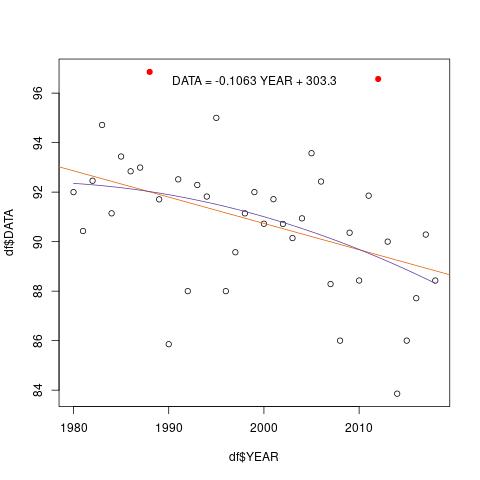 DATA = -0.1063 YEAR + 303.3
96
94
92
90
88
86
84
df$DATA
1980 1990 2000 2010
df$YEAR